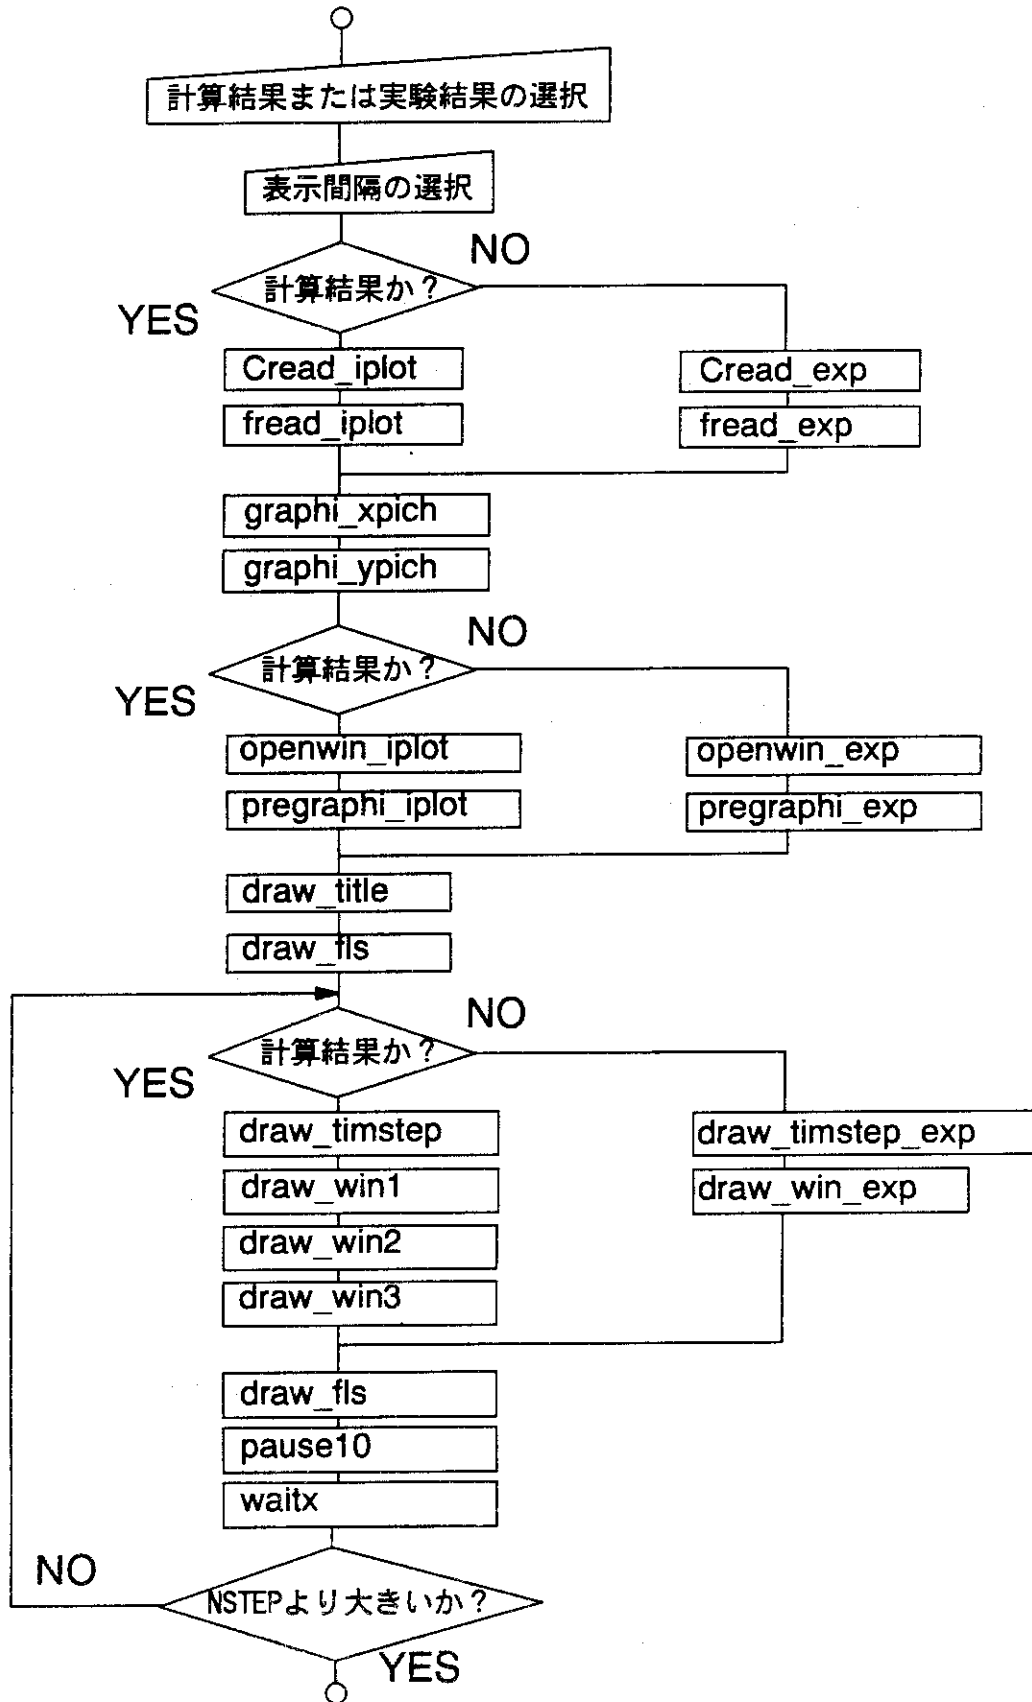 計算結果または実験結果の選択
表示間隔の選択
計算結果か？
NO
YES
Cread_iplot
Cread_exp
fread_iplot
fread_exp
graphi_xpich
graphi_ypich
計算結果か？
NO
YES
openwin_iplot
openwin_exp
pregraphi_iplot
pregraphi_exp
draw_title
draw_fls
計算結果か？
NO
YES
draw_timstep
draw_timstep_exp
draw_win1
draw_win_exp
draw_win2
draw_win3
draw_fls
pause10
waitx
NO
NSTEPより大きいか？
YES